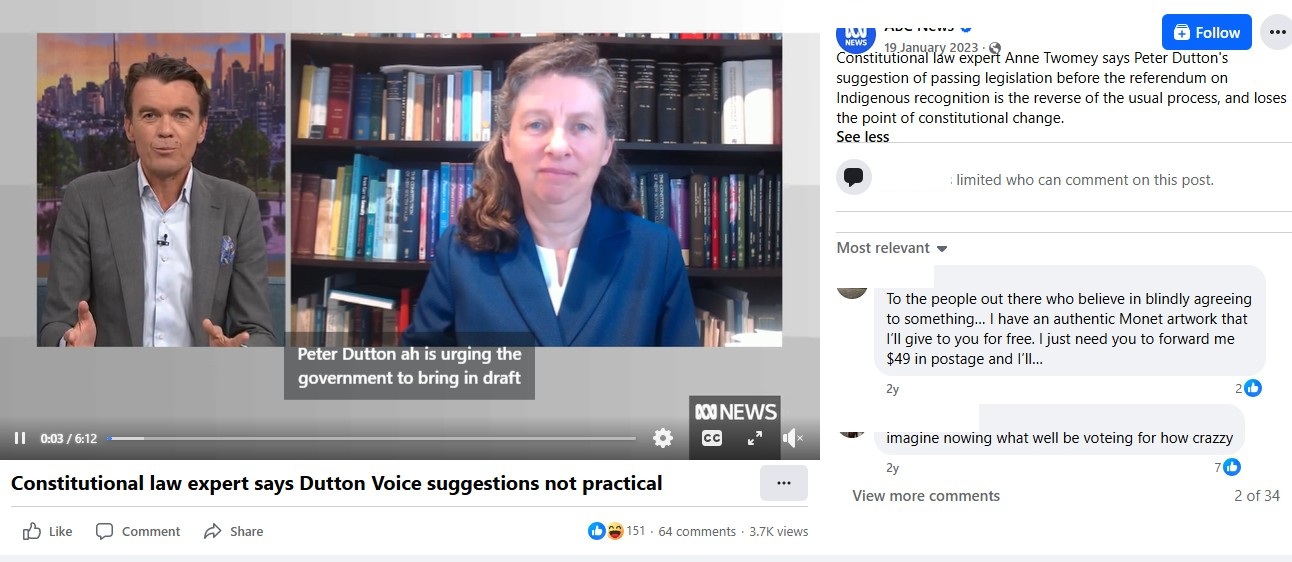 Peter Dutton ah is urging the
government to bring in draft
ABC NEWS
0:03 / 6:12
CC
Constitutional law expert says Dutton Voice suggestions not practical
Like
Comment
Share
151 · 64 comments · 3.7K views
NEWS
ABC News
Follow
19 January 2023 ·
Constitutional law expert Anne Twomey says Peter Dutton's
suggestion of passing legislation before the referendum on
Indigenous recognition is the reverse of the usual process, and loses
the point of constitutional change.
See less
limited who can comment on this post.
Most relevant
To the people out there who believe in blindly agreeing
to something... I have an authentic Monet artwork that
I'll give to you for free. I just need you to forward me
$49 in postage and I'll...
2y
2
imagine nowing what well be voteing for how crazzy
2y
7
View more comments
2 of 34